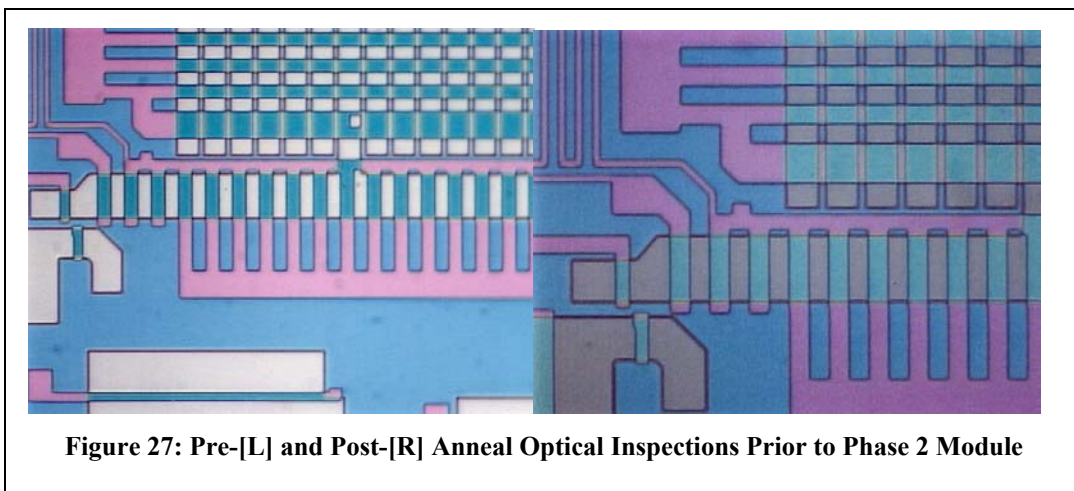 Figure 27: Pre-[L] and Post-[R] Anneal Optical Inspections Prior to Phase 2 Module